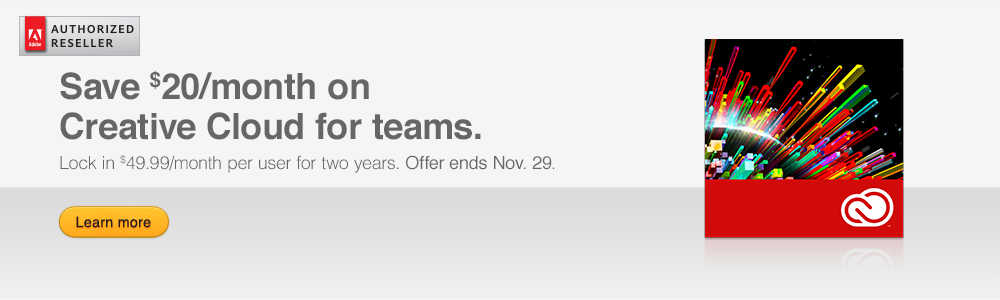 AUTHORIZED
RESELLER
Adobe
Save $20/month on
Creative Cloud for teams.
Lock in $49.99/month per user for two years. Offer ends Nov. 29.
Learn more